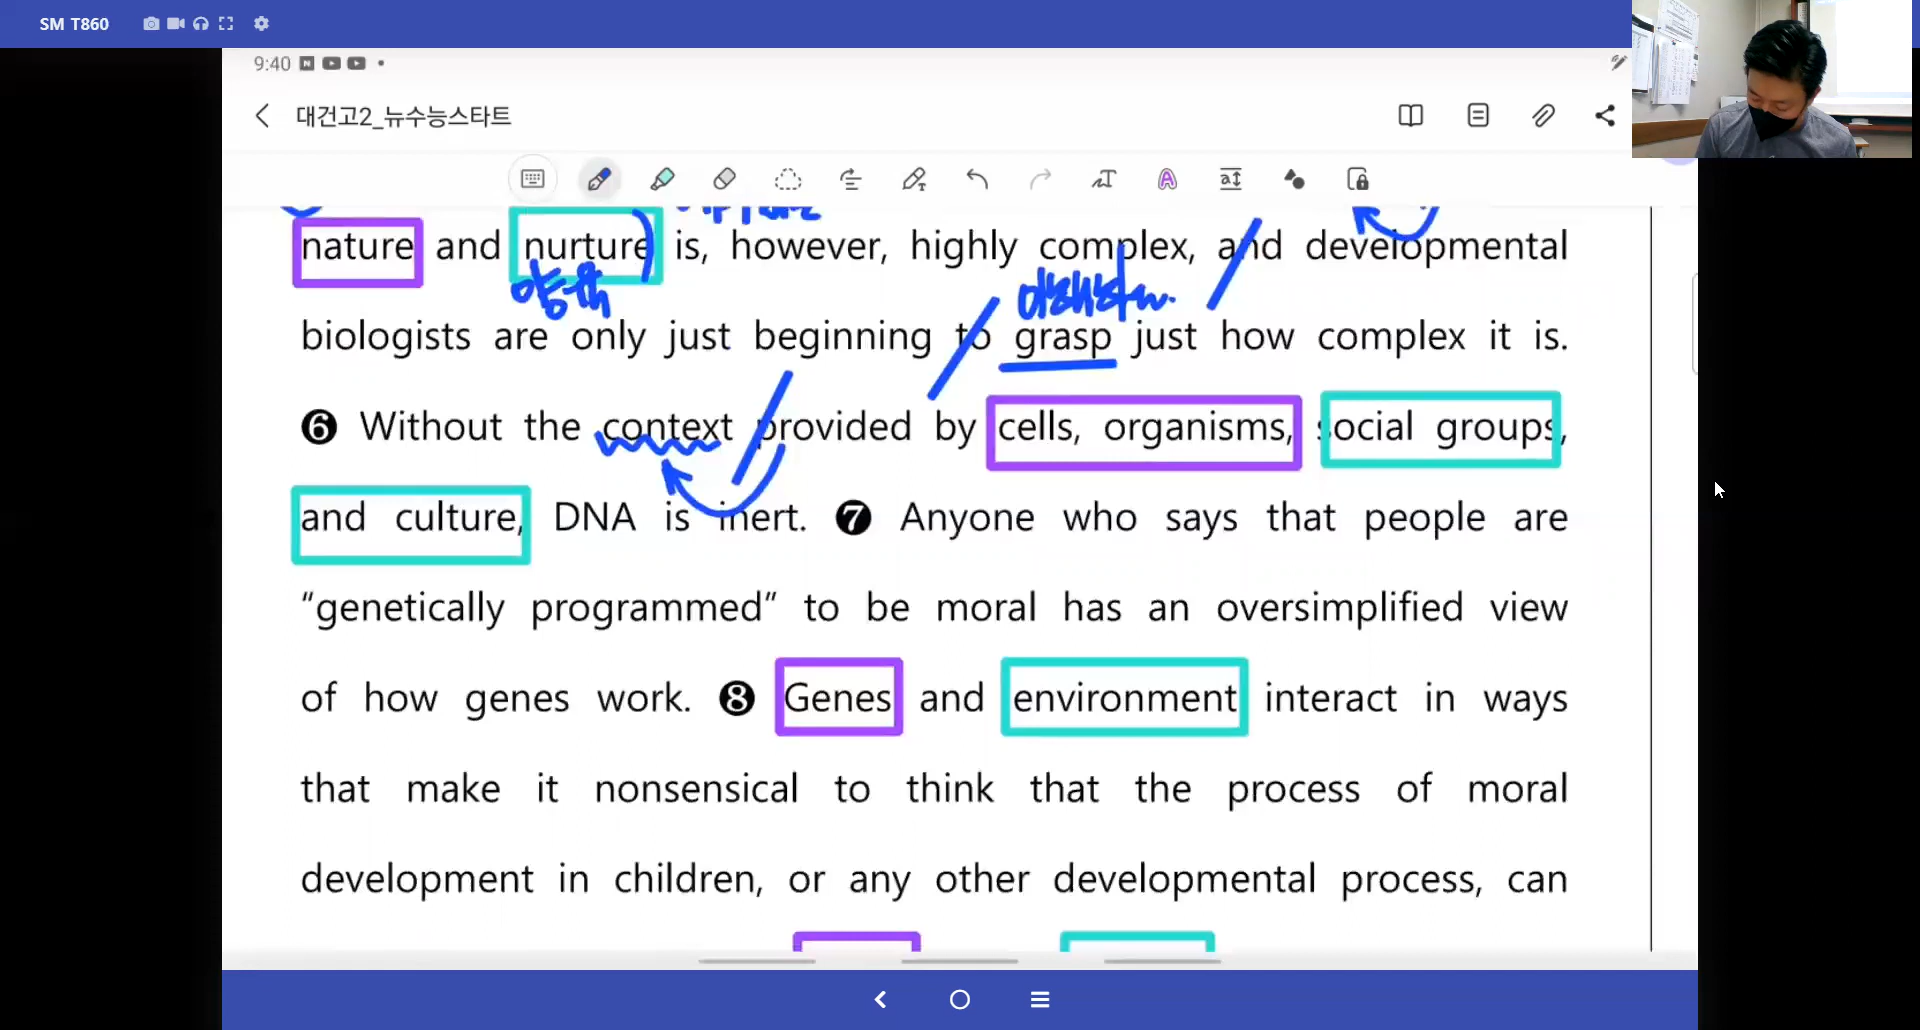 SM T860
9:40
대건고2_뉴수능스타트
nature and nurture is, however, highly complex, and developmental
양육
biologists are only just beginning to grasp just how complex it is.
❻ Without the context provided by cells, organisms, social groups,
and culture, DNA is inert. ❼ Anyone who says that people are
“genetically programmed” to be moral has an oversimplified view
of how genes work. ❽ Genes and environment interact in ways
that make it nonsensical to think that the process of moral
development in children, or any other developmental process, can